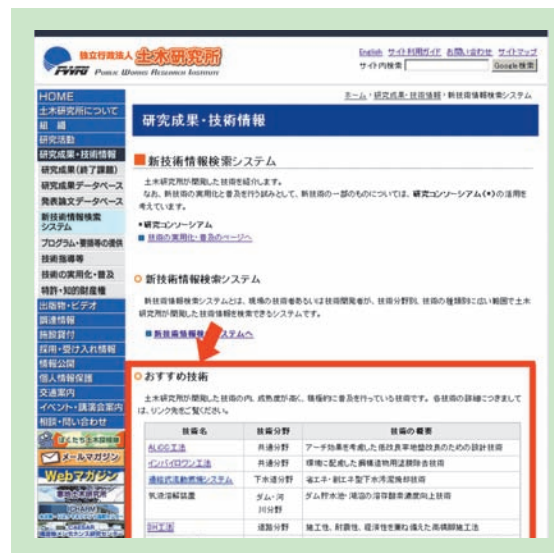 独立行政法人 土木研究所
PWRI Public Works Research Institute
English サイト利用ガイド お問い合わせ サイトマップ
サイト内検索 Google検索
HOME
土木研究所について
組 織
研究活動
研究成果・技術情報
研究成果(終了課題)
研究成果データベース
発表論文データベース
新技術情報検索
システム
プログラム・要領等の提供
技術指導等
技術の実用化・普及
特許・知的財産権
出版物・ビデオ
調達情報
施設貸付
採用・受け入れ情報
情報公開
個人情報保護
交通案内
イベント・講演会案内
相談・問い合わせ
メールマガジン
Webマガジン
ICHARM
CAESAR
ホーム・研究成果・技術情報・新技術情報検索システム
研究成果・技術情報
新技術情報検索システム
土木研究所が開発した技術を紹介します。
なお、新技術の実用化と普及を行う試みとして、新技術の一部のものについては、研究コンソーシアム(*)の活用を
考えています。
*研究コンソーシアム
技術の実用化・普及のページへ
新技術情報検索システム
新技術情報検索システムとは、現場の技術者あるいは技術開発者が、技術分野別、技術の種類別に広い範囲で土木
研究所が開発した技術情報を検索できるシステムです。
新技術情報検索システムへ
おすすめ技術
土木研究所が開発した技術の内、成熟度が高く、積極的に普及を行っている技術です。各技術の詳細につきまして
は、リンク先をご覧ください。
技術名 技術分野 技術の概要
ALiCC工法 共通分野 アーチ効果を考慮した低改良率地盤改良のための設計技術
インバイロワン工法 共通分野 環境に配慮した鋼構造物用塗膜除去技術
過給式流動燃焼システム 下水道分野 省エネ・創エネ型下水汚泥焼却技術
気液溶解装置 ダム・河
川分野 ダム貯水池・湖沼の溶存酸素濃度向上技術
3H工法 道路分野 施工性、耐震性、経済性を兼ね備えた高橋脚施工法